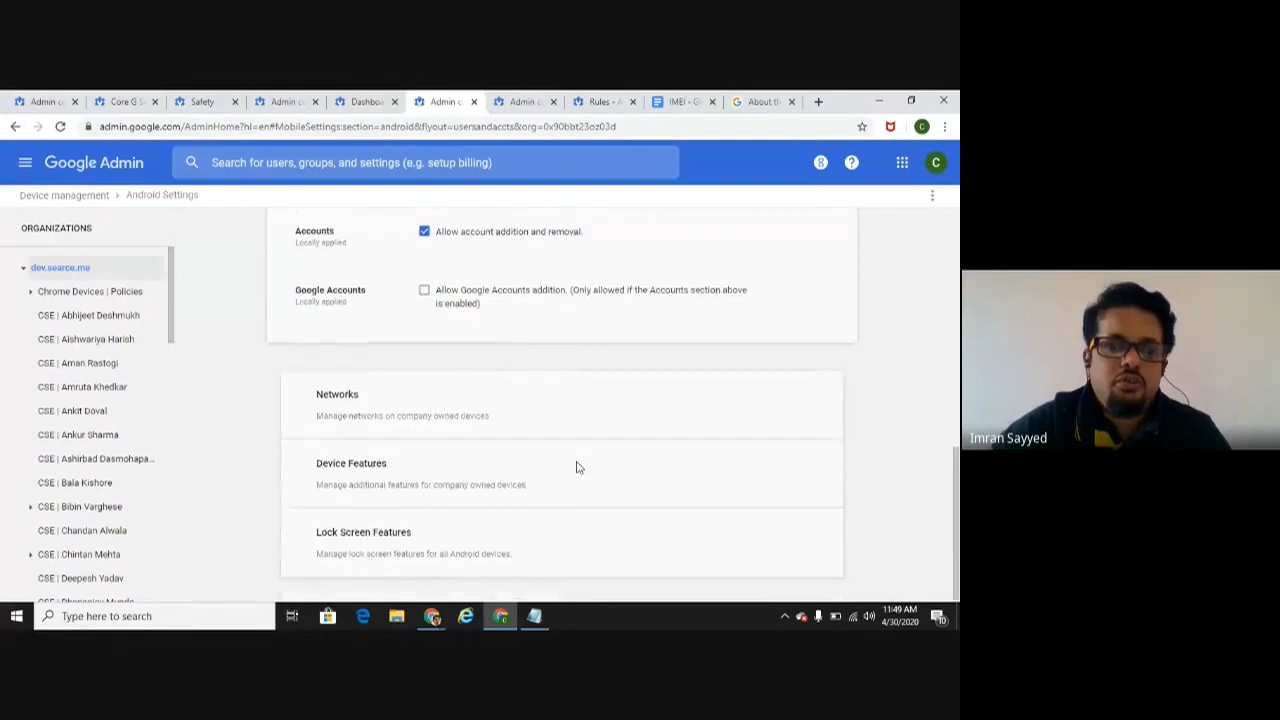 Admin c
Core G S
Safety
Admin c
Dashboa
Admin c
Admin c
Rules - A
IMEI - G
About th
admin.google.com/AdminHome?hl=en#MobileSettings:section=android&flyout=usersandaccts&org=0x90bbt23oz03d
Google Admin
Search for users, groups, and settings (e.g. setup billing)
C
Device management > Android Settings
ORGANIZATIONS
dev.searce.me
Chrome Devices | Policies
CSE | Abhijeet Deshmukh
CSE | Aishwariya Harish
CSE | Aman Rastogi
CSE | Amruta Khedkar
CSE | Ankit Doval
CSE | Ankur Sharma
CSE | Ashirbad Dasmohapa...
CSE | Bala Kishore
CSE | Bibin Varghese
CSE | Chandan Alwala
CSE | Chintan Mehta
CSE | Deepesh Yadav
Accounts
Locally applied
Allow account addition and removal.
Google Accounts
Locally applied
Allow Google Accounts addition. (Only allowed if the Accounts section above
is enabled)
Networks
Manage networks on company owned devices
Device Features
Manage additional features for company owned devices
Lock Screen Features
Manage lock screen features for all Android devices.
Imran Sayyed
Type here to search
11:49 AM
4/30/2020
10